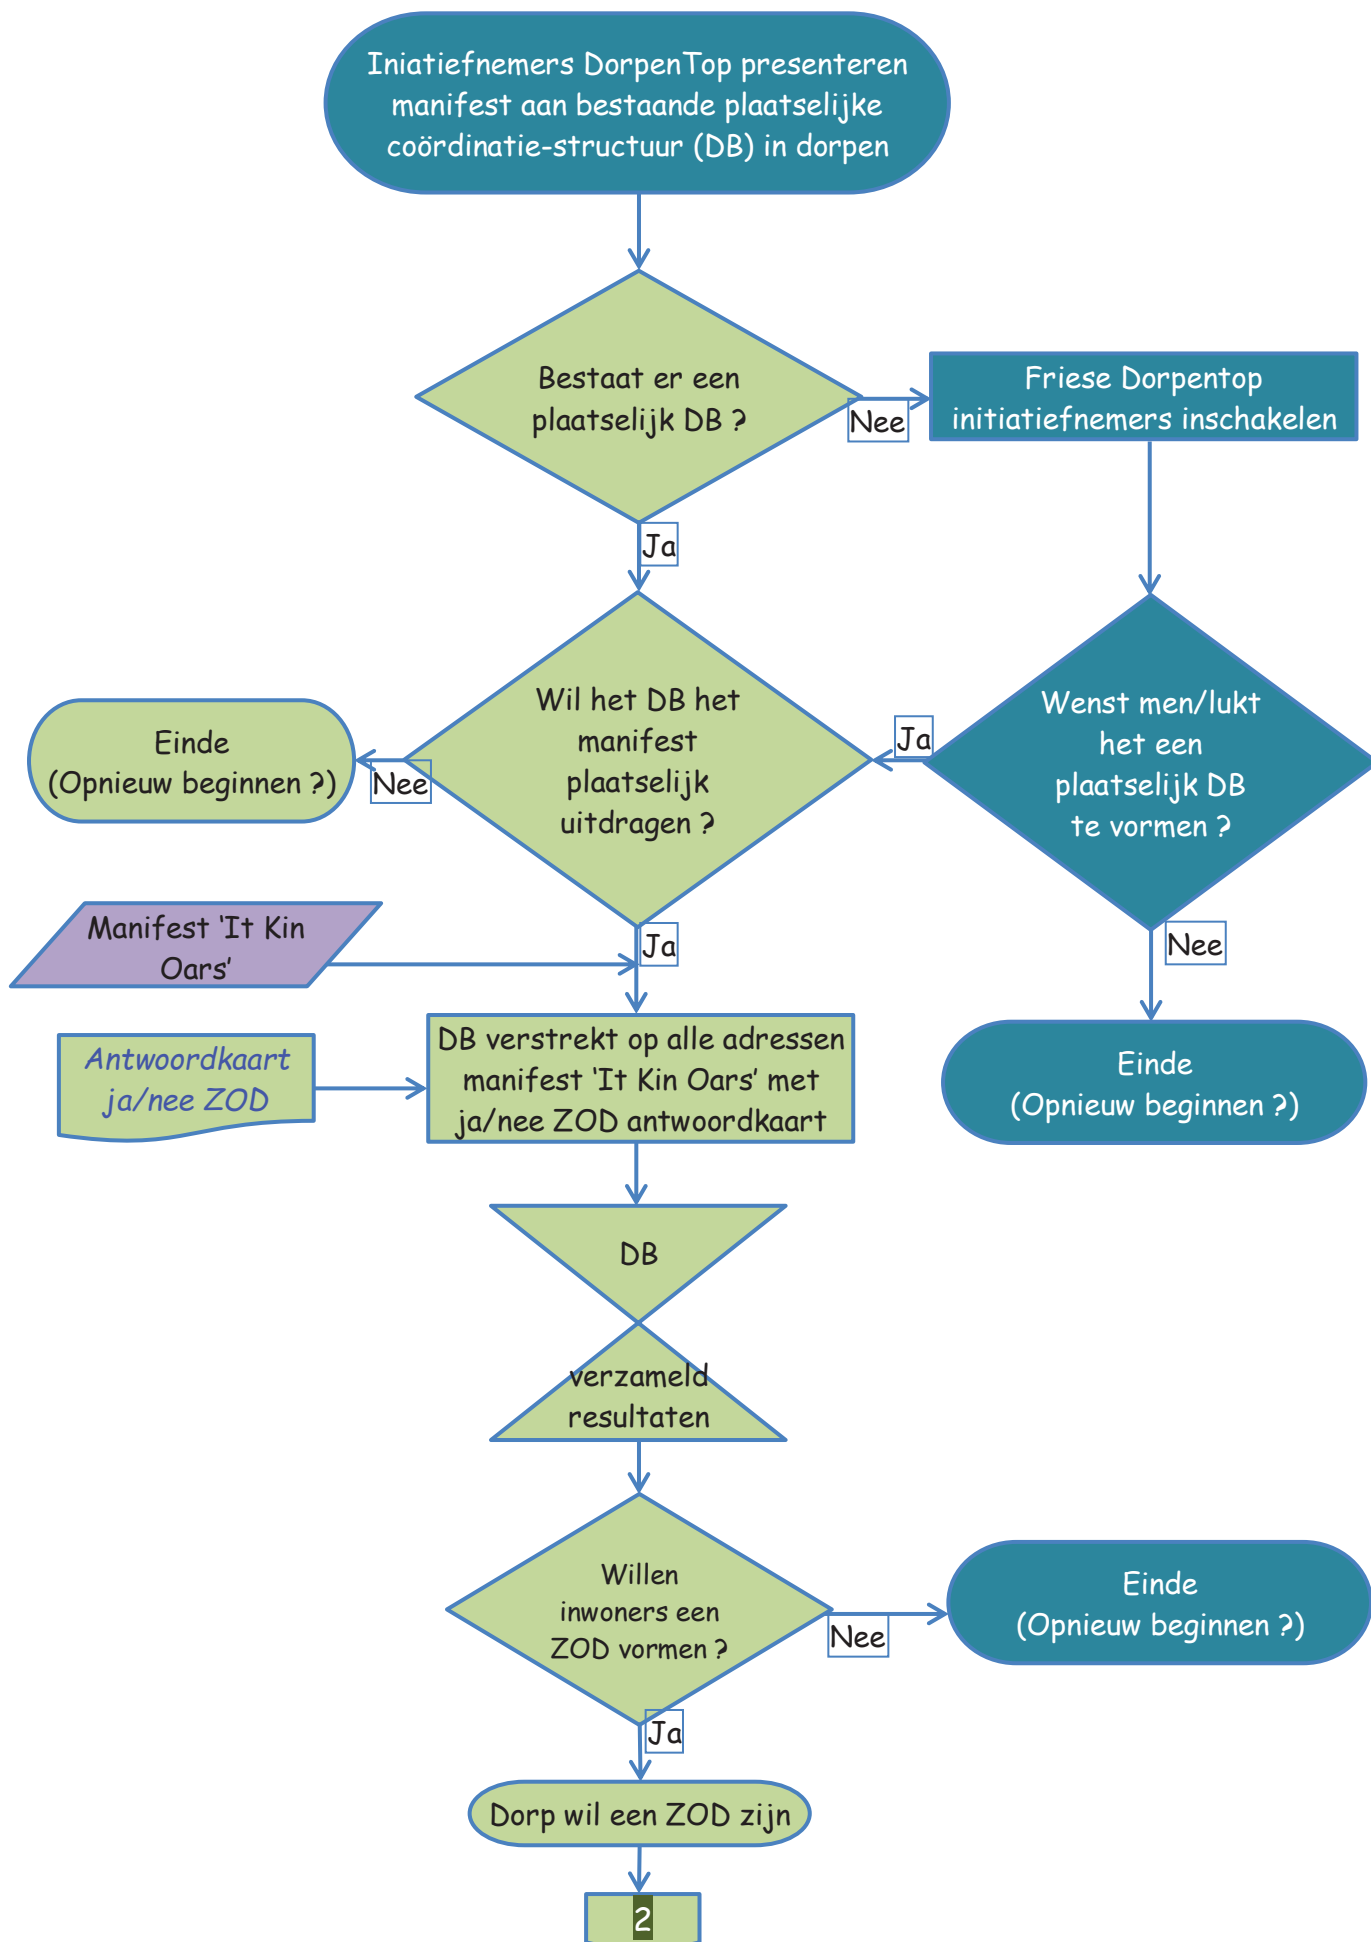 Iniatiefnemers DorpenTop presenteren
manifest aan bestaande plaatselijke
coördinatie-structuur (DB) in dorpen
Bestaat er een
plaatselijk DB ?
Nee
Friese Dorpentop
initiatiefnemers inschakelen
Ja
Wil het DB het
manifest
plaatselijk
uitdragen ?
Ja
Wenst men/lukt
het een
plaatselijk DB
te vormen ?
Nee
Einde
(Opnieuw beginnen ?)
Ja
Nee
Manifest ‘It Kin
Oars’
Einde
(Opnieuw beginnen ?)
Antwoordkaart
ja/nee ZOD
DB verstrekt op alle adressen
manifest ‘It Kin Oars’ met
ja/nee ZOD antwoordkaart
DB
verzameld
resultaten
Willen
inwoners een
ZOD vormen ?
Nee
Einde
(Opnieuw beginnen ?)
Ja
Dorp wil een ZOD zijn
2